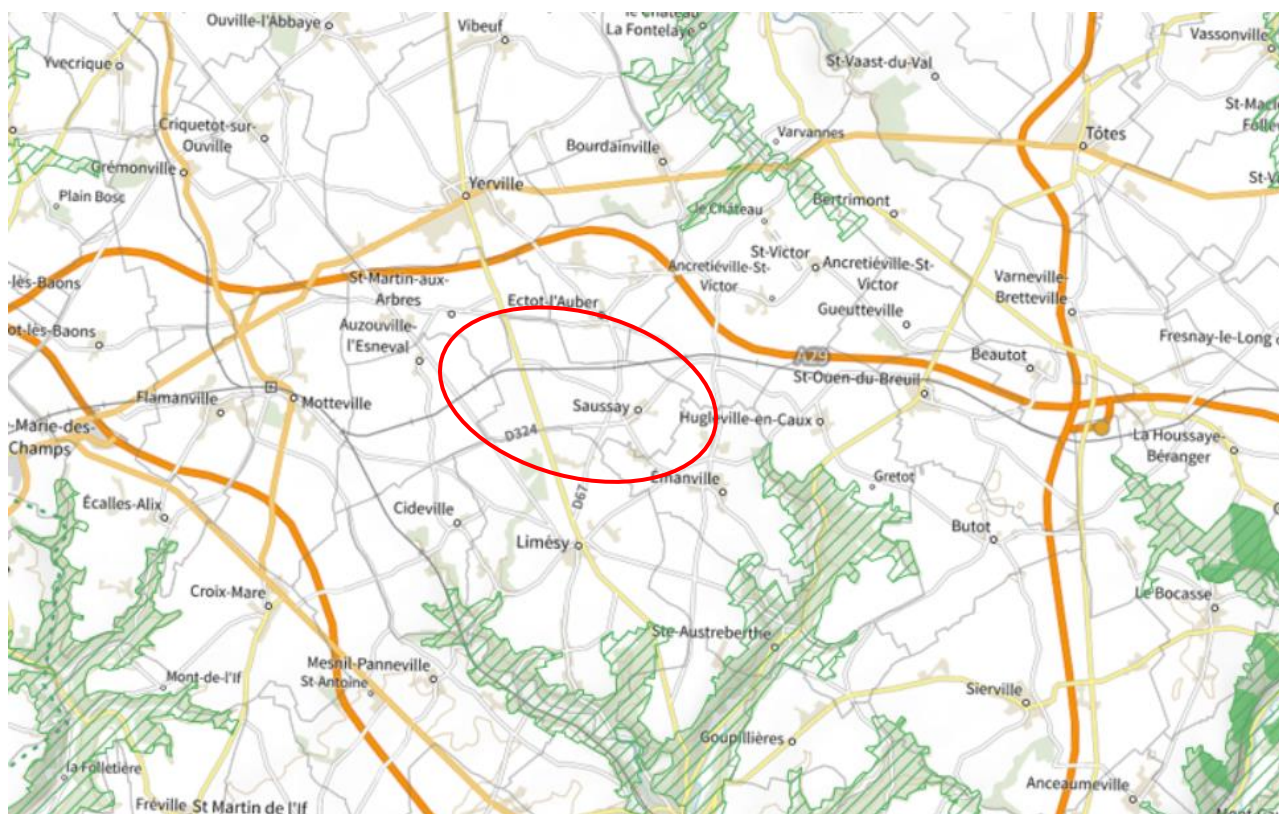 Ouville-l'Abbaye
Vibeuf
La Fontelaye
Vassonville
Yvecrique
St-Vaast-du-Val
Criquetot-sur-
Ouville
Varvannes
Tôtes
Bourdainville
Grémonville
Plain Bosc
Yerville
le Château
Bertrimont
St-Victor
Ancretiéville-St-
Victor
Ancretiéville-St-
Victor
-lès-Baons
St-Martin-aux-
Arbres
Ectot-l'Auber
Varneville-
Bretteville
Gueutteville
ot-lès-Baons
Auzouville-
l'Esneval
Fresnay-le-Long
A29
Beautot
St-Ouen-du-Breuil
Flamanville
Motteville
Saussay
Hugleville-en-Caux
-Marie-des-
Champs
D324
La Houssaye-
Béranger
Émanville
Gretot
Écalles-Alix
Cideville
D67
Butot
Limésy
Croix-Mare
Le Bocasse
Ste-Austreberthe
Mesnil-Panneville
Mont-de-l'If
St-Antoine
Sierville
Goupillières
la Folletière
Anceaumeville
Fréville St Martin de l'If